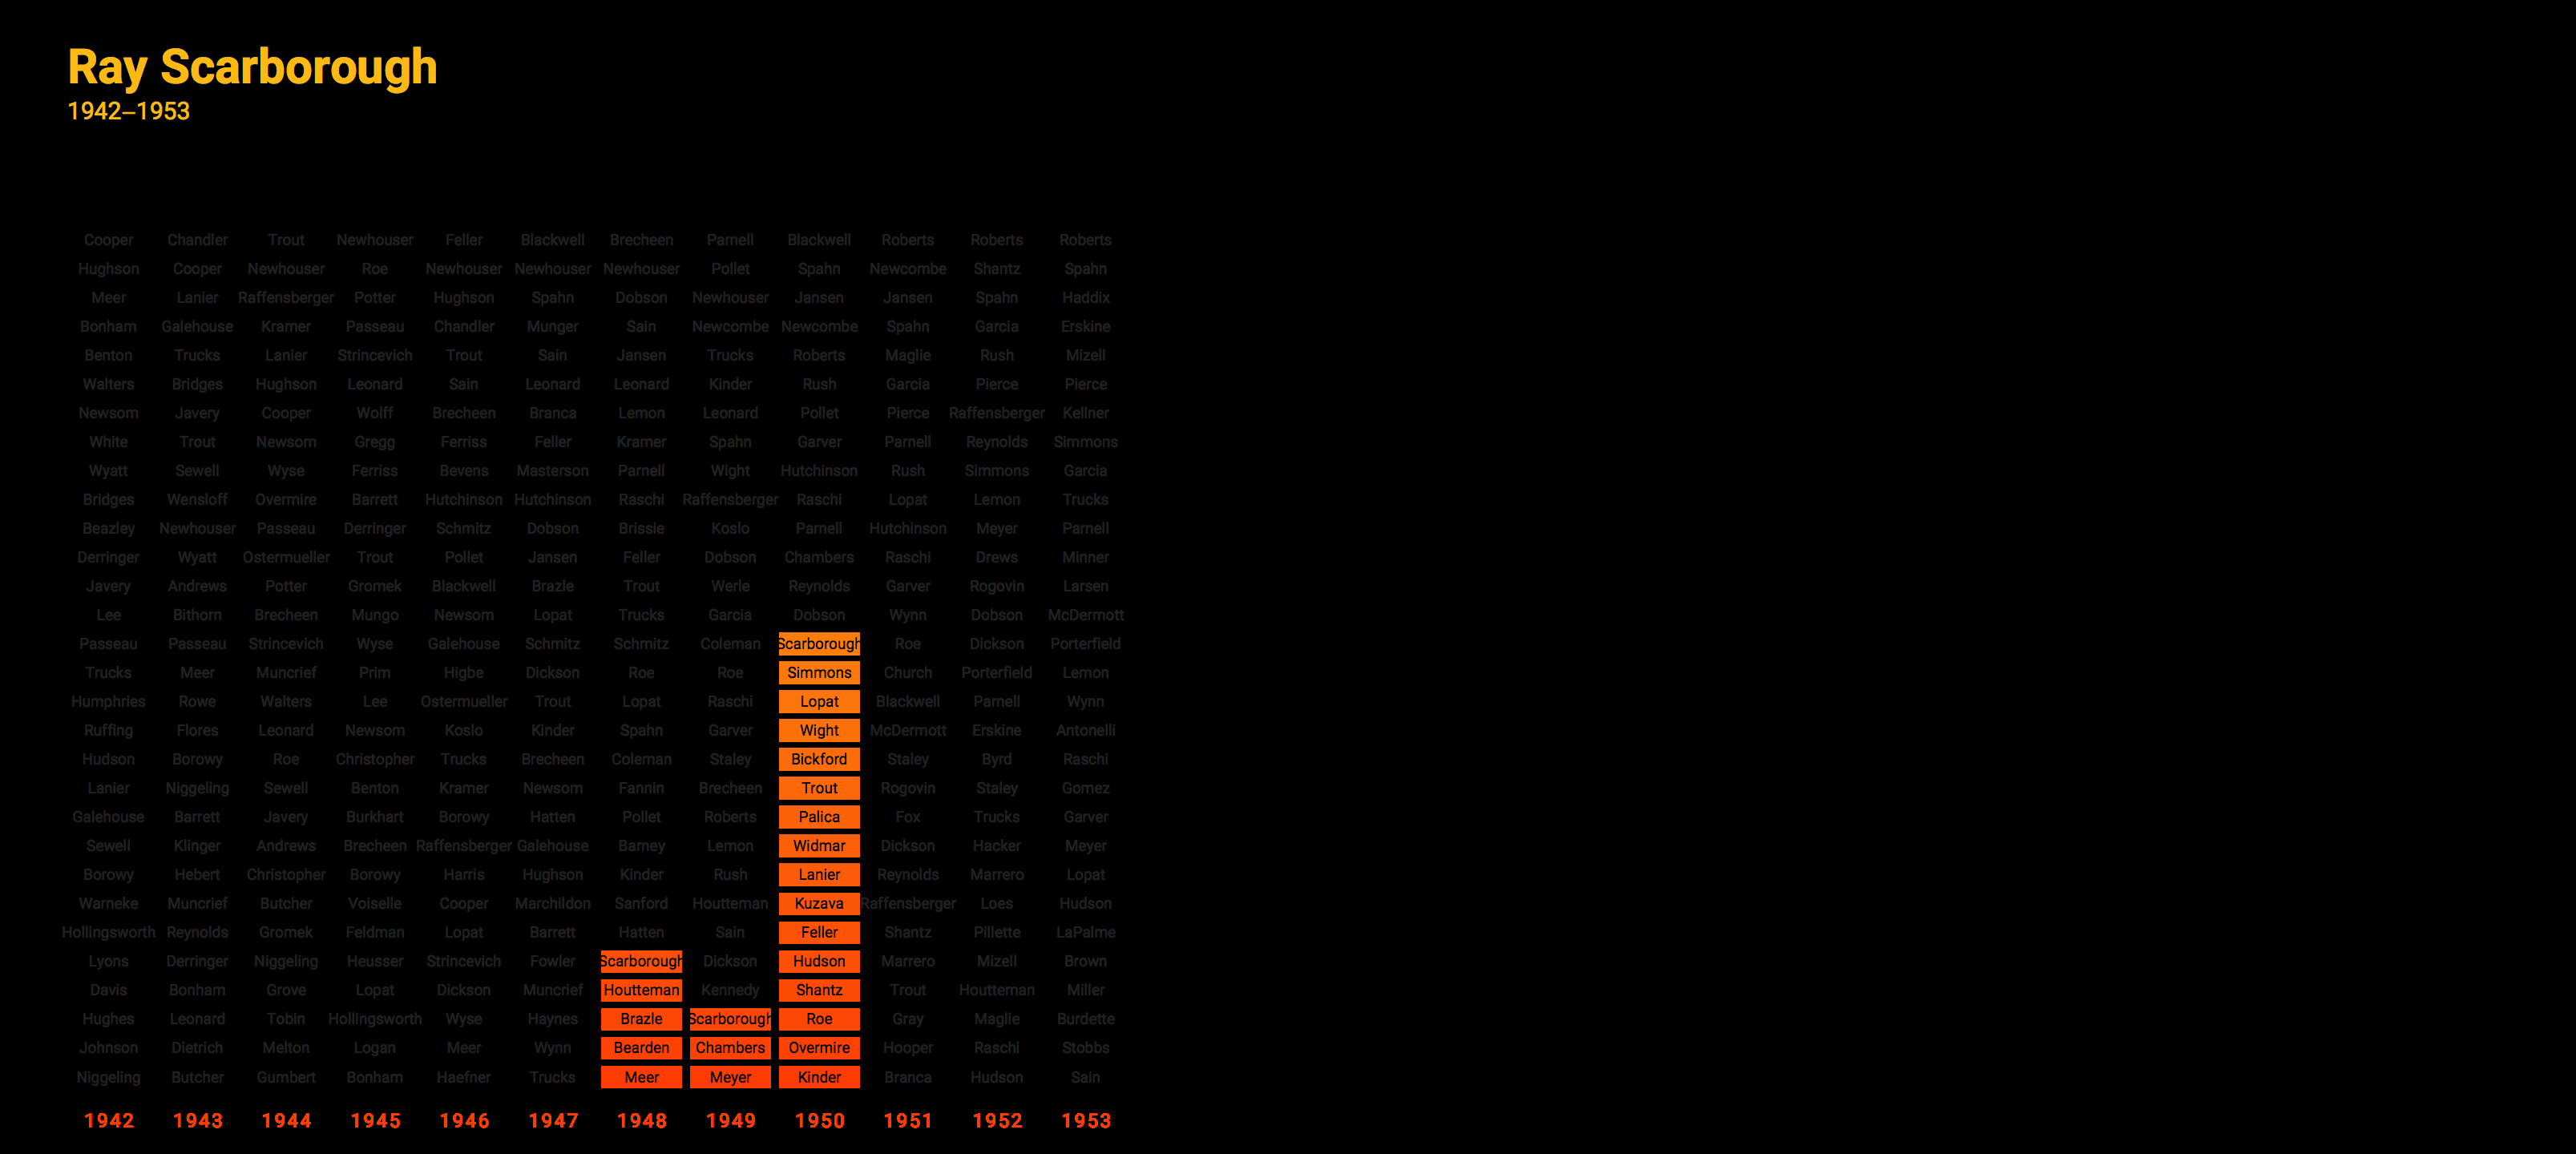 Ray Scarborough
1942–1953
Cooper Chandler Trout Newhouser Feller Blackwell Brecheen Parnell Blackwell Roberts Roberts Roberts
Hughson Cooper Newhouser Roe Newhouser Newhouser Newhouser Pollet Spahn Newcombe Shantz Spahn
Meer Lanier Raffensberger Potter Hughson Spahn Dobson Newhouser Jansen Jansen Spahn Haddix
Bonham Galehouse Kramer Passeau Chandler Munger Sain Newcombe Newcombe Spahn Garcia Erskine
Benton Trucks Lanier Strincevich Trout Sain Jansen Trucks Roberts Maglie Rush Mizell
Walters Bridges Hughson Leonard Sain Leonard Leonard Kinder Rush Garcia Pierce Pierce
Newsom Javery Cooper Wolff Brecheen Branca Lemon Leonard Pollet Pierce Raffensberger Kellner
White Trout Newsom Gregg Ferriss Feller Kramer Spahn Garver Parnell Reynolds Simmons
Wyatt Sewell Wyse Ferriss Bevens Masterson Parnell Wight Hutchinson Rush Simmons Garcia
Bridges Wensloff Overmire Barrett Hutchinson Hutchinson Raschi Raffensberger Raschi Lopat Lemon Trucks
Beazley Newhouser Passeau Derringer Schmitz Dobson Brissie Koslo Parnell Hutchinson Meyer Parnell
Derringer Wyatt Ostermueller Trout Pollet Jansen Feller Dobson Chambers Raschi Drews Minner
Javery Andrews Potter Gromek Blackwell Brazle Trout Werle Reynolds Garver Rogovin Larsen
Lee Bithorn Brecheen Mungo Newsom Lopat Trucks Garcia Dobson Wynn Dobson McDermott
Passeau Passeau Strincevich Wyse Galehouse Schmitz Schmitz Coleman Scarborough Roe Dickson Porterfield
Trucks Meer Muncrief Prim Higbe Dickson Roe Roe Simmons Church Porterfield Lemon
Humphries Rowe Walters Lee Ostermueller Trout Lopat Raschi Lopat Blackwell Parnell Wynn
Ruffing Flores Leonard Newsom Koslo Kinder Spahn Garver Wight McDermott Erskine Antonelli
Hudson Borowy Roe Christopher Trucks Brecheen Coleman Staley Bickford Staley Byrd Raschi
Lanier Niggeling Sewell Benton Kramer Newsom Fannin Brecheen Trout Rogovin Staley Gomez
Galehouse Barrett Javery Burkhart Borowy Hatten Pollet Roberts Palica Fox Trucks Garver
Sewell Klinger Andrews Brecheen Raffensberger Galehouse Barney Lemon Widmar Dickson Hacker Meyer
Borowy Hebert Christopher Borowy Harris Hughson Kinder Rush Lanier Reynolds Marrero Lopat
Warneke Muncrief Butcher Voiselle Cooper Marchildon Sanford Houtteman Kuzava Raffensberger Loes Hudson
Hollingsworth Reynolds Gromek Feldman Lopat Barrett Hatten Sain Feller Shantz Pillette LaPalme
Lyons Derringer Niggeling Heusser Strincevich Fowler Scarborough Dickson Hudson Marrero Mizell Brown
Davis Bonham Grove Lopat Dickson Muncrief Houtteman Kennedy Shantz Trout Houtteman Miller
Hughes Leonard Tobin Hollingsworth Wyse Haynes Brazle Scarborough Roe Gray Maglie Burdette
Johnson Dietrich Melton Logan Meer Wynn Bearden Chambers Overmire Hooper Raschi Stobbs
Niggeling Butcher Gumbert Bonham Haefner Trucks Meer Meyer Kinder Branca Hudson Sain
1942 1943 1944 1945 1946 1947 1948 1949 1950 1951 1952 1953